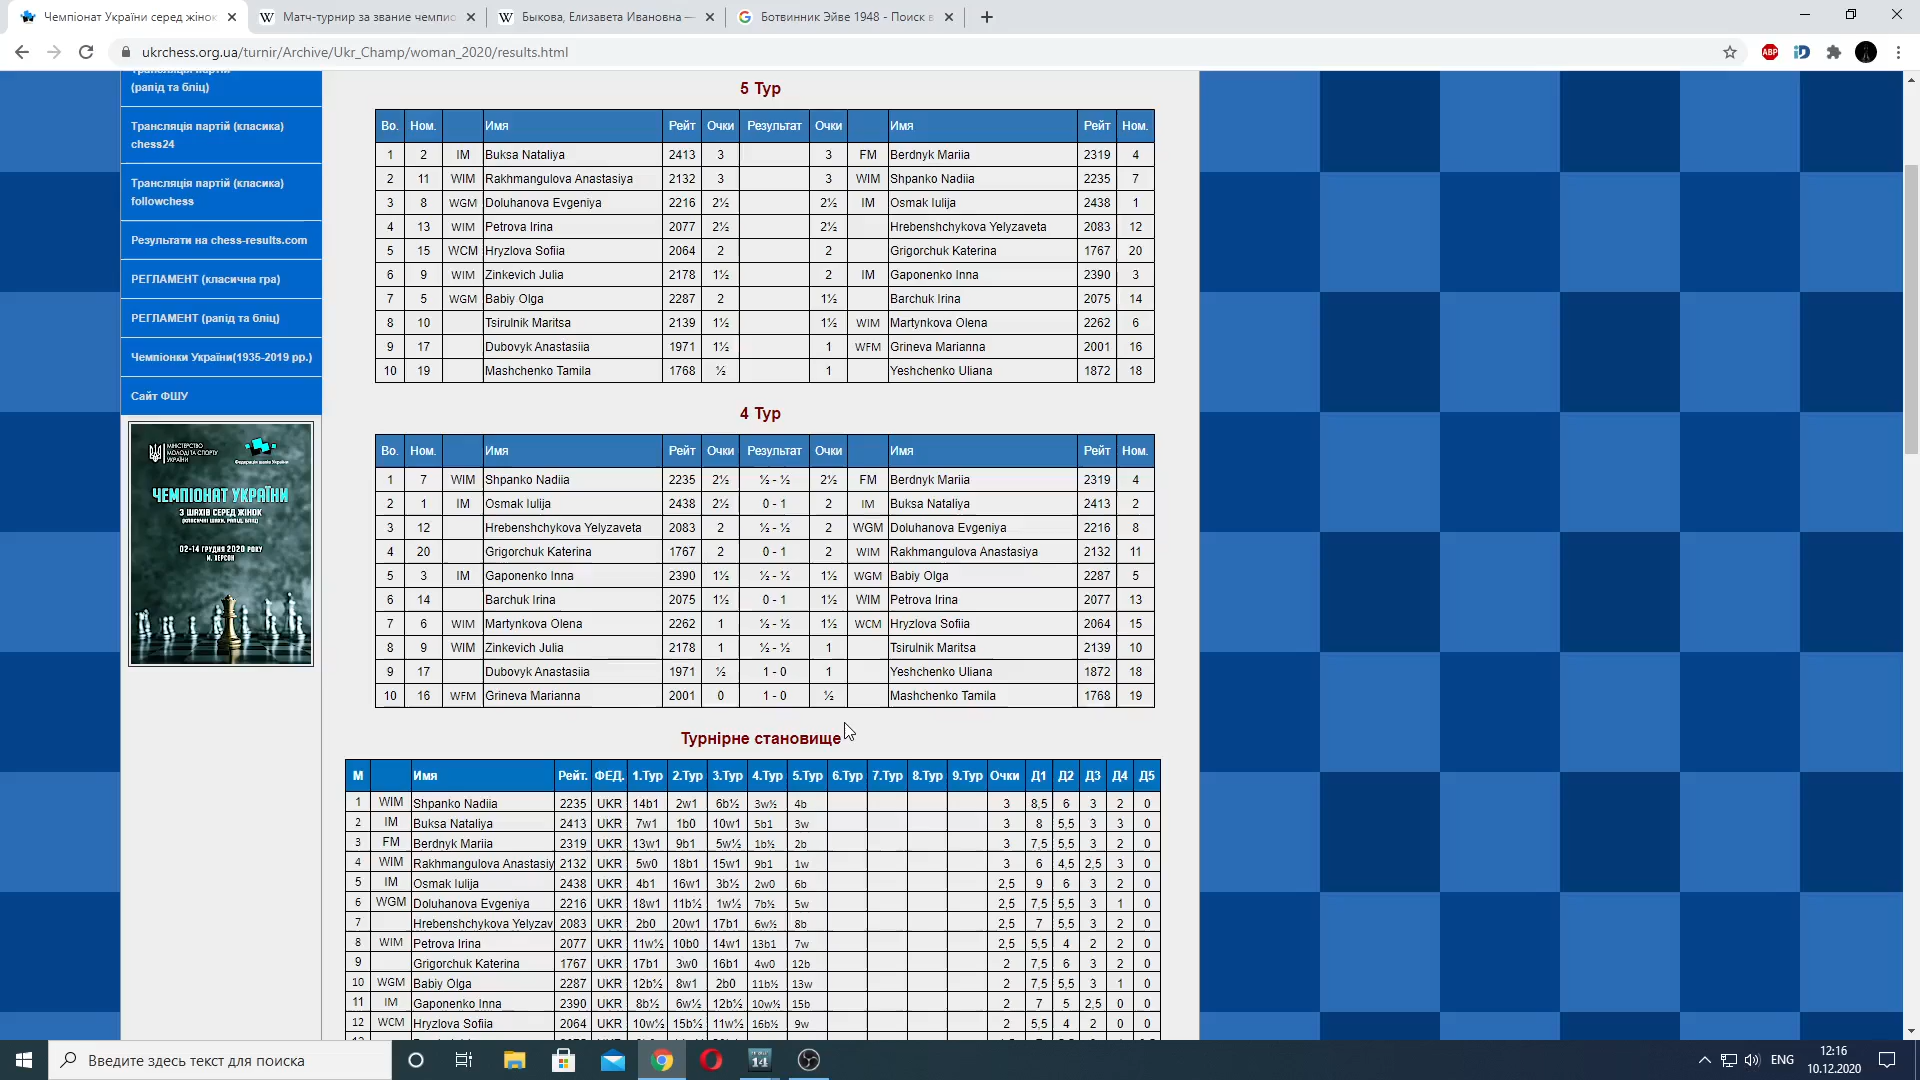 Чемпіонат України серед жінок
Матч-турнир за звание чемпио
Быкова, Елизавета Ивановна —
Ботвинник Эйве 1948 - Поиск в
ukrchess.org.ua/turnir/Archive/Ukr_Champ/woman_2020/results.html
ABP
Трансляція партій
(рапід та бліц)
Трансляція партій (класика)
chess24
Трансляція партій (класика)
followchess
Результати на chess-results.com
РЕГЛАМЕНТ (класична гра)
РЕГЛАМЕНТ (рапід та бліц)
Чемпіонки України(1935-2019 рр.)
Сайт ФШУ
МІНІСТЕРСТВО
МОЛОДІ ТА СПОРТУ
УКРАЇНИ
Федерація шахів України
ЧЕМПІОНАТ УКРАЇНИ
З ШАХІВ СЕРЕД ЖІНОК
(КЛАСИЧНІ ШАХИ, РАПІД, БЛІЦ)
02-14 ГРУДНЯ 2020 РОКУ
М. ХЕРСОН
5 Тур
Во. Ном. Имя Рейт Очки Результат Очки Имя Рейт Ном.
1 2 IM Buksa Nataliya 2413 3 3 FM Berdnyk Mariia 2319 4
2 11 WIM Rakhmangulova Anastasiya 2132 3 3 WIM Shpanko Nadiia 2235 7
3 8 WGM Doluhanova Evgeniya 2216 2½ 2½ IM Osmak Iulija 2438 1
4 13 WIM Petrova Irina 2077 2½ 2½ Hrebenshchykova Yelyzaveta 2083 12
5 15 WCM Hryzlova Sofiia 2064 2 2 Grigorchuk Katerina 1767 20
6 9 WIM Zinkevich Julia 2178 1½ 2 IM Gaponenko Inna 2390 3
7 5 WGM Babiy Olga 2287 2 1½ Barchuk Irina 2075 14
8 10 Tsirulnik Maritsa 2139 1½ 1½ WIM Martynkova Olena 2262 6
9 17 Dubovyk Anastasiia 1971 1½ 1 WFM Grineva Marianna 2001 16
10 19 Mashchenko Tamila 1768 ½ 1 Yeshchenko Uliana 1872 18
4 Тур
Во. Ном. Имя Рейт Очки Результат Очки Имя Рейт Ном.
1 7 WIM Shpanko Nadiia 2235 2½ ½ - ½ 2½ FM Berdnyk Mariia 2319 4
2 1 IM Osmak Iulija 2438 2½ 0 - 1 2 IM Buksa Nataliya 2413 2
3 12 Hrebenshchykova Yelyzaveta 2083 2 ½ - ½ 2 WGM Doluhanova Evgeniya 2216 8
4 20 Grigorchuk Katerina 1767 2 0 - 1 2 WIM Rakhmangulova Anastasiya 2132 11
5 3 IM Gaponenko Inna 2390 1½ ½ - ½ 1½ WGM Babiy Olga 2287 5
6 14 Barchuk Irina 2075 1½ 0 - 1 1½ WIM Petrova Irina 2077 13
7 6 WIM Martynkova Olena 2262 1 ½ - ½ 1½ WCM Hryzlova Sofiia 2064 15
8 9 WIM Zinkevich Julia 2178 1 ½ - ½ 1 Tsirulnik Maritsa 2139 10
9 17 Dubovyk Anastasiia 1971 ½ 1 - 0 1 Yeshchenko Uliana 1872 18
10 16 WFM Grineva Marianna 2001 0 1 - 0 ½ Mashchenko Tamila 1768 19
Турнірне становище
М Имя Рейт. ФЕД. 1.Тур 2.Тур 3.Тур 4.Тур 5.Тур 6.Тур 7.Тур 8.Тур 9.Тур Очки Д1 Д2 Д3 Д4 Д5
1 WIM Shpanko Nadiia 2235 UKR 14b1 2w1 6b½ 3w½ 4b 3 8,5 6 3 2 0
2 IM Buksa Nataliya 2413 UKR 7w1 1b0 10w1 5b1 3w 3 8 5,5 3 3 0
3 FM Berdnyk Mariia 2319 UKR 13w1 9b1 5w½ 1b½ 2b 3 7,5 5,5 3 2 0
4 WIM Rakhmangulova Anastasiy 2132 UKR 5w0 18b1 15w1 9b1 1w 3 6 4,5 2,5 3 0
5 IM Osmak Iulija 2438 UKR 4b1 16w1 3b½ 2w0 6b 2,5 9 6 3 2 0
6 WGM Doluhanova Evgeniya 2216 UKR 18w1 11b½ 1w½ 7b½ 5w 2,5 7,5 5,5 3 1 0
7 Hrebenshchykova Yelyzav 2083 UKR 2b0 20w1 17b1 6w½ 8b 2,5 7 5,5 3 2 0
8 WIM Petrova Irina 2077 UKR 11w½ 10b0 14w1 13b1 7w 2,5 5,5 4 2 2 0
9 Grigorchuk Katerina 1767 UKR 17b1 3w0 16b1 4w0 12b 2 7,5 6 3 2 0
10 WGM Babiy Olga 2287 UKR 12b½ 8w1 2b0 11b½ 13w 2 7,5 5,5 3 1 0
11 IM Gaponenko Inna 2390 UKR 8b½ 6w½ 12b½ 10w½ 15b 2 7 5 2,5 0 0
12 WCM Hryzlova Sofiia 2064 UKR 10w½ 15b½ 11w½ 16b½ 9w 2 5,5 4 2 0 0
Введите здесь текст для поиска
14
ENG
12:16
10.12.2020